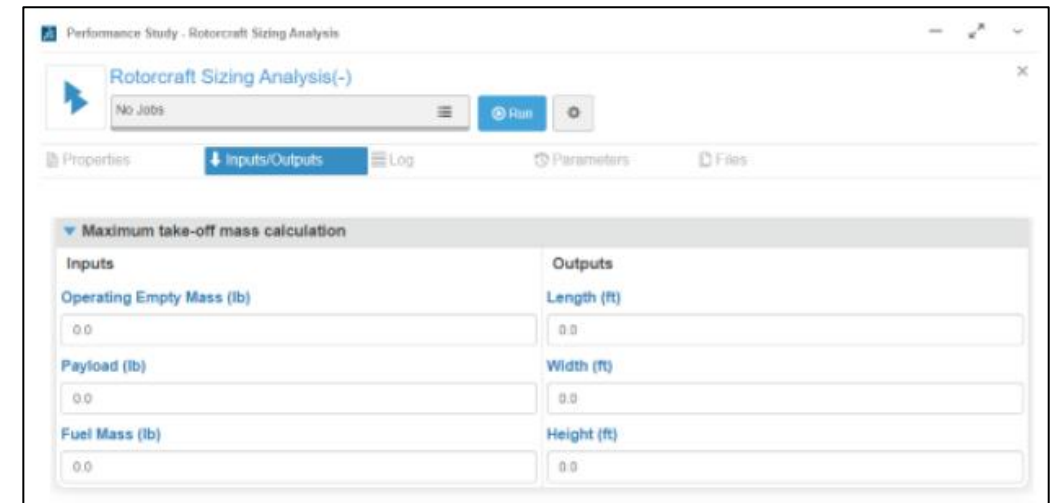 Performance Study - Rotorcraft Sizing Analysis
Rotorcraft Sizing Analysis(-)
No Jobs
Run
Properties
Inputs/Outputs
Log
Parameters
Files
Maximum take-off mass calculation
Inputs
Outputs
Operating Empty Mass (lb)
Length (ft)
0.0
0.0
Payload (lb)
Width (ft)
0.0
0.0
Fuel Mass (lb)
Height (ft)
0.0
0.0